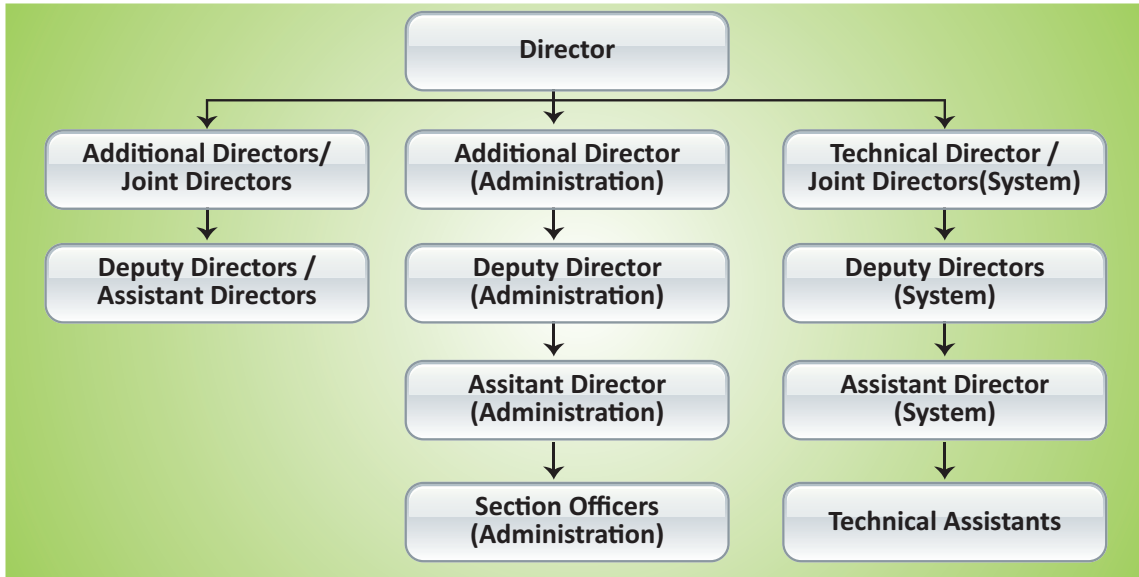 Director
Additional Directors/
Joint Directors
Additional Director
(Administration)
Technical Director /
Joint Directors(System)
Deputy Directors /
Assistant Directors
Deputy Director
(Administration)
Deputy Directors
(System)
Assitant Director
(Administration)
Assistant Director
(System)
Section Officers
(Administration)
Technical Assistants